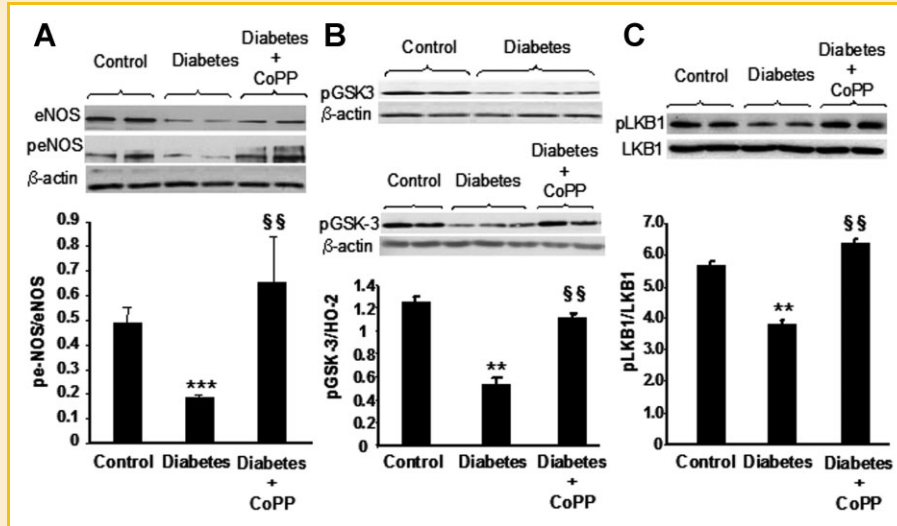 A
Control Diabetes Diabetes
+
CoPP
eNOS
peNOS
β-actin
pe-NOS/eNOS
0.9
0.8
0.7
0.6
0.5
0.4
0.3
0.2
0.1
0
***
§§
Control Diabetes Diabetes
+
CoPP
B
Control Diabetes
pGSK3
β-actin
Control Diabetes Diabetes
+
CoPP
pGSK-3
β-actin
pGSK-3/HO-2
1.4
1.2
1
0.8
0.6
0.4
0.2
0
**
§§
Control Diabetes Diabetes
+
CoPP
C
Control Diabetes Diabetes
+
CoPP
pLKB1
LKB1
pLKB1/LKB1
7.0
6.0
5.0
4.0
3.0
2.0
1.0
0.0
**
§§
Control Diabetes Diabetes
+
CoPP